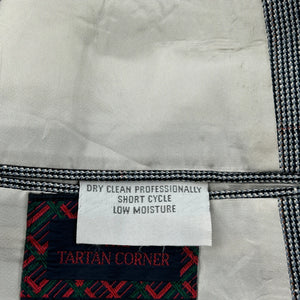 DRY CLEAN PROFESSIONALLY
SHORT CYCLE
LOW MOISTURE
TARTAN CORNER